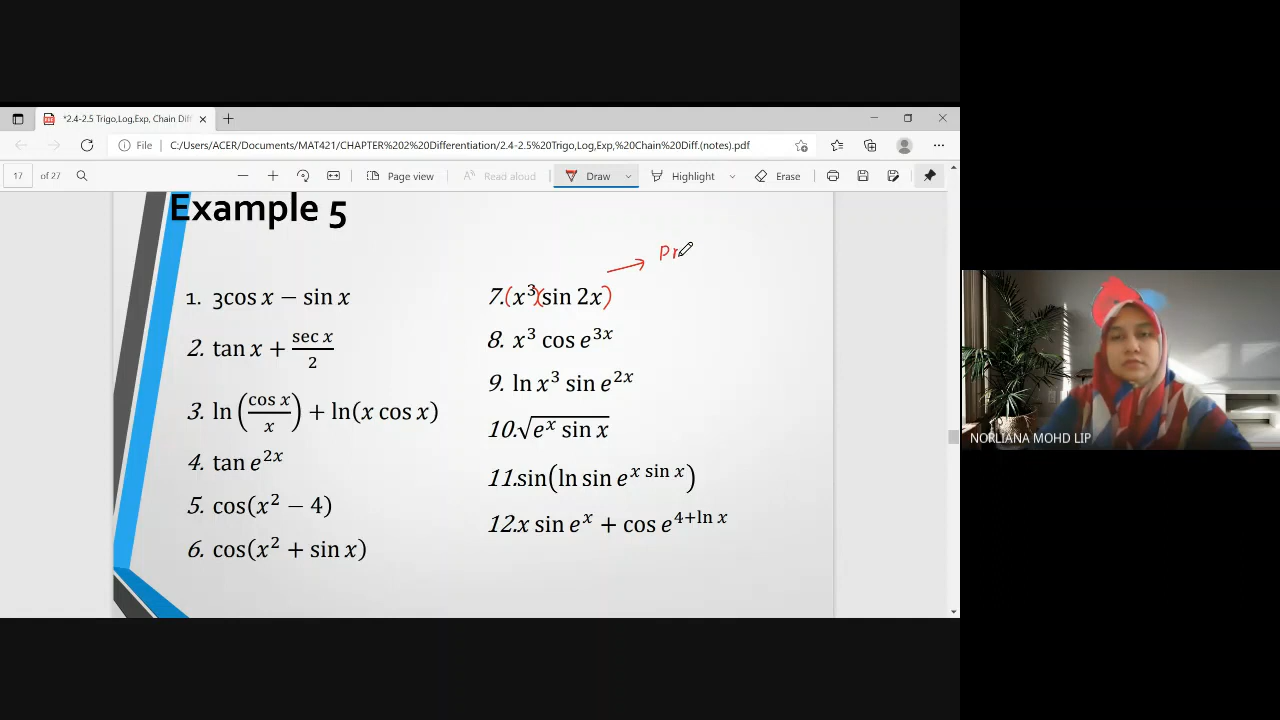 *2.4-2.5 Trigo,Log,Exp, Chain Dif
File C:/Users/ACER/Documents/MAT421/CHAPTER%202%20Differentiation/2.4-2.5%20Trigo,Log,Exp,%20Chain%20Diff.(notes).pdf
17 of 27 Page view Read aloud Draw Highlight Erase
Example 5
1. 3cos x − sin x
2. tan x + sec x/2
3. ln(cos x/x) + ln(x cos x)
4. tan e^{2x}
5. cos(x² − 4)
6. cos(x² + sin x)
Pr
7.(x³)(sin 2x)
8. x³ cos e^{3x}
9. ln x³ sin e^{2x}
10.√(e^x sin x)
11.sin(ln sin e^{x sin x})
12.x sin e^x + cos e^{4+ln x}
NORLIANA MOHD LIP